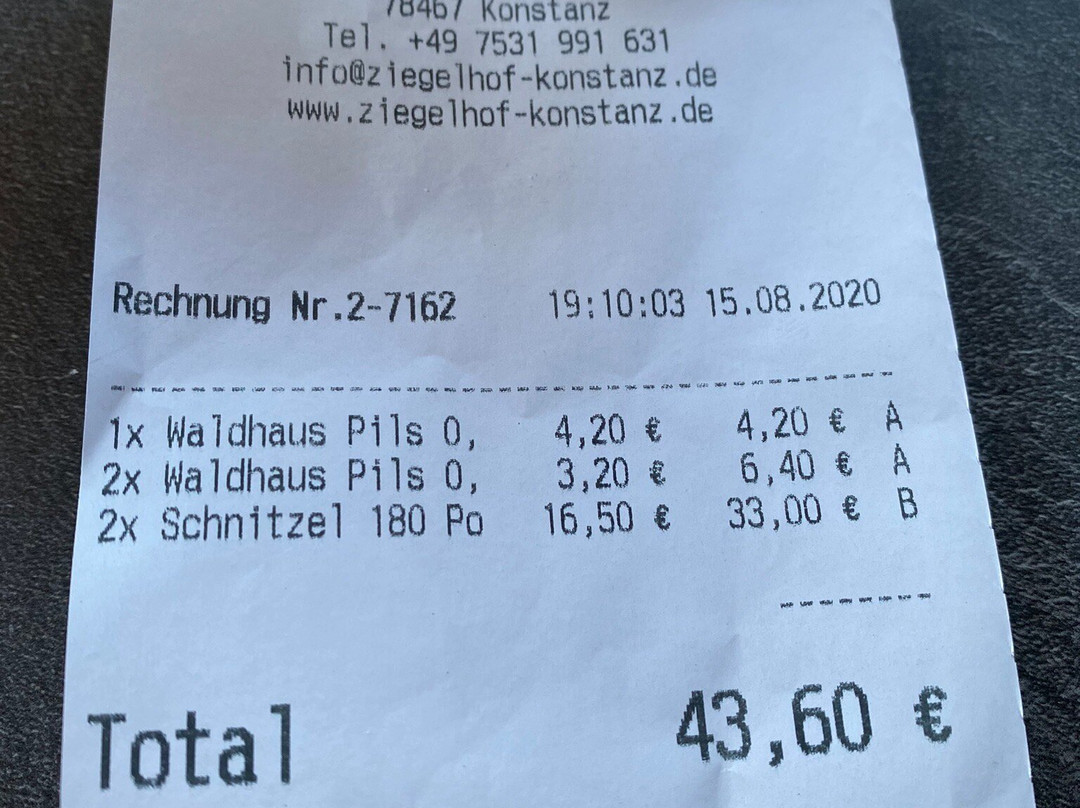 78467 Konstanz
Tel. +49 7531 991 631
info@ziegelhof-konstanz.de
www.ziegelhof-konstanz.de
Rechnung Nr.2-7162 19:10:03 15.08.2020
1x Waldhaus Pils 0, 4,20 € 4,20 € A
2x Waldhaus Pils 0, 3,20 € 6,40 € A
2x Schnitzel 180 Po 16,50 € 33,00 € B
Total 43,60 €